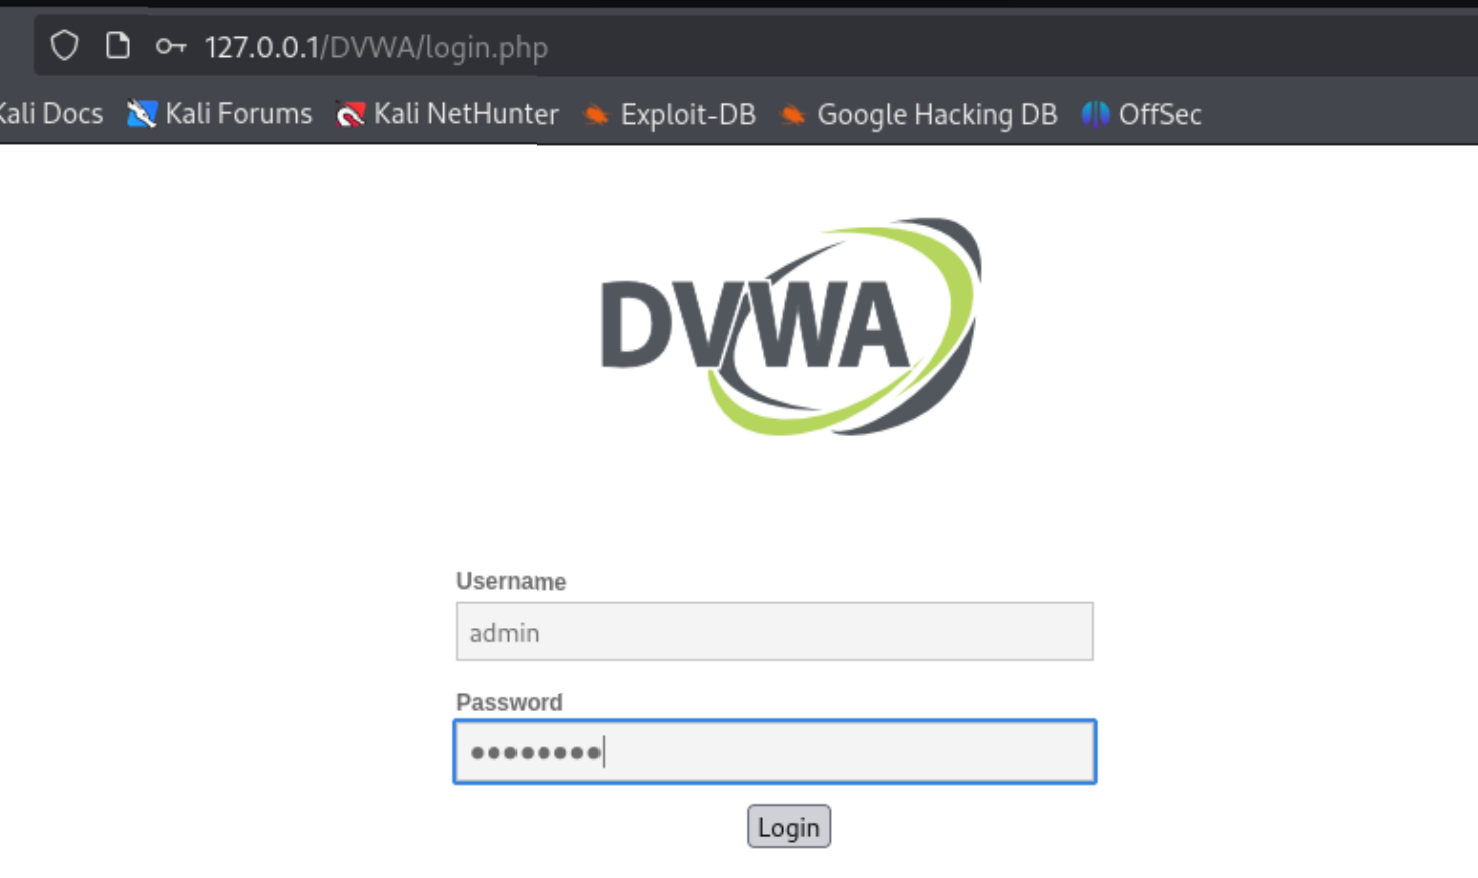 127.0.0.1/DVWA/login.php
Kali Docs Kali Forums Kali NetHunter Exploit-DB Google Hacking DB OffSec
DVWA
Username
admin
Password
••••••••
Login